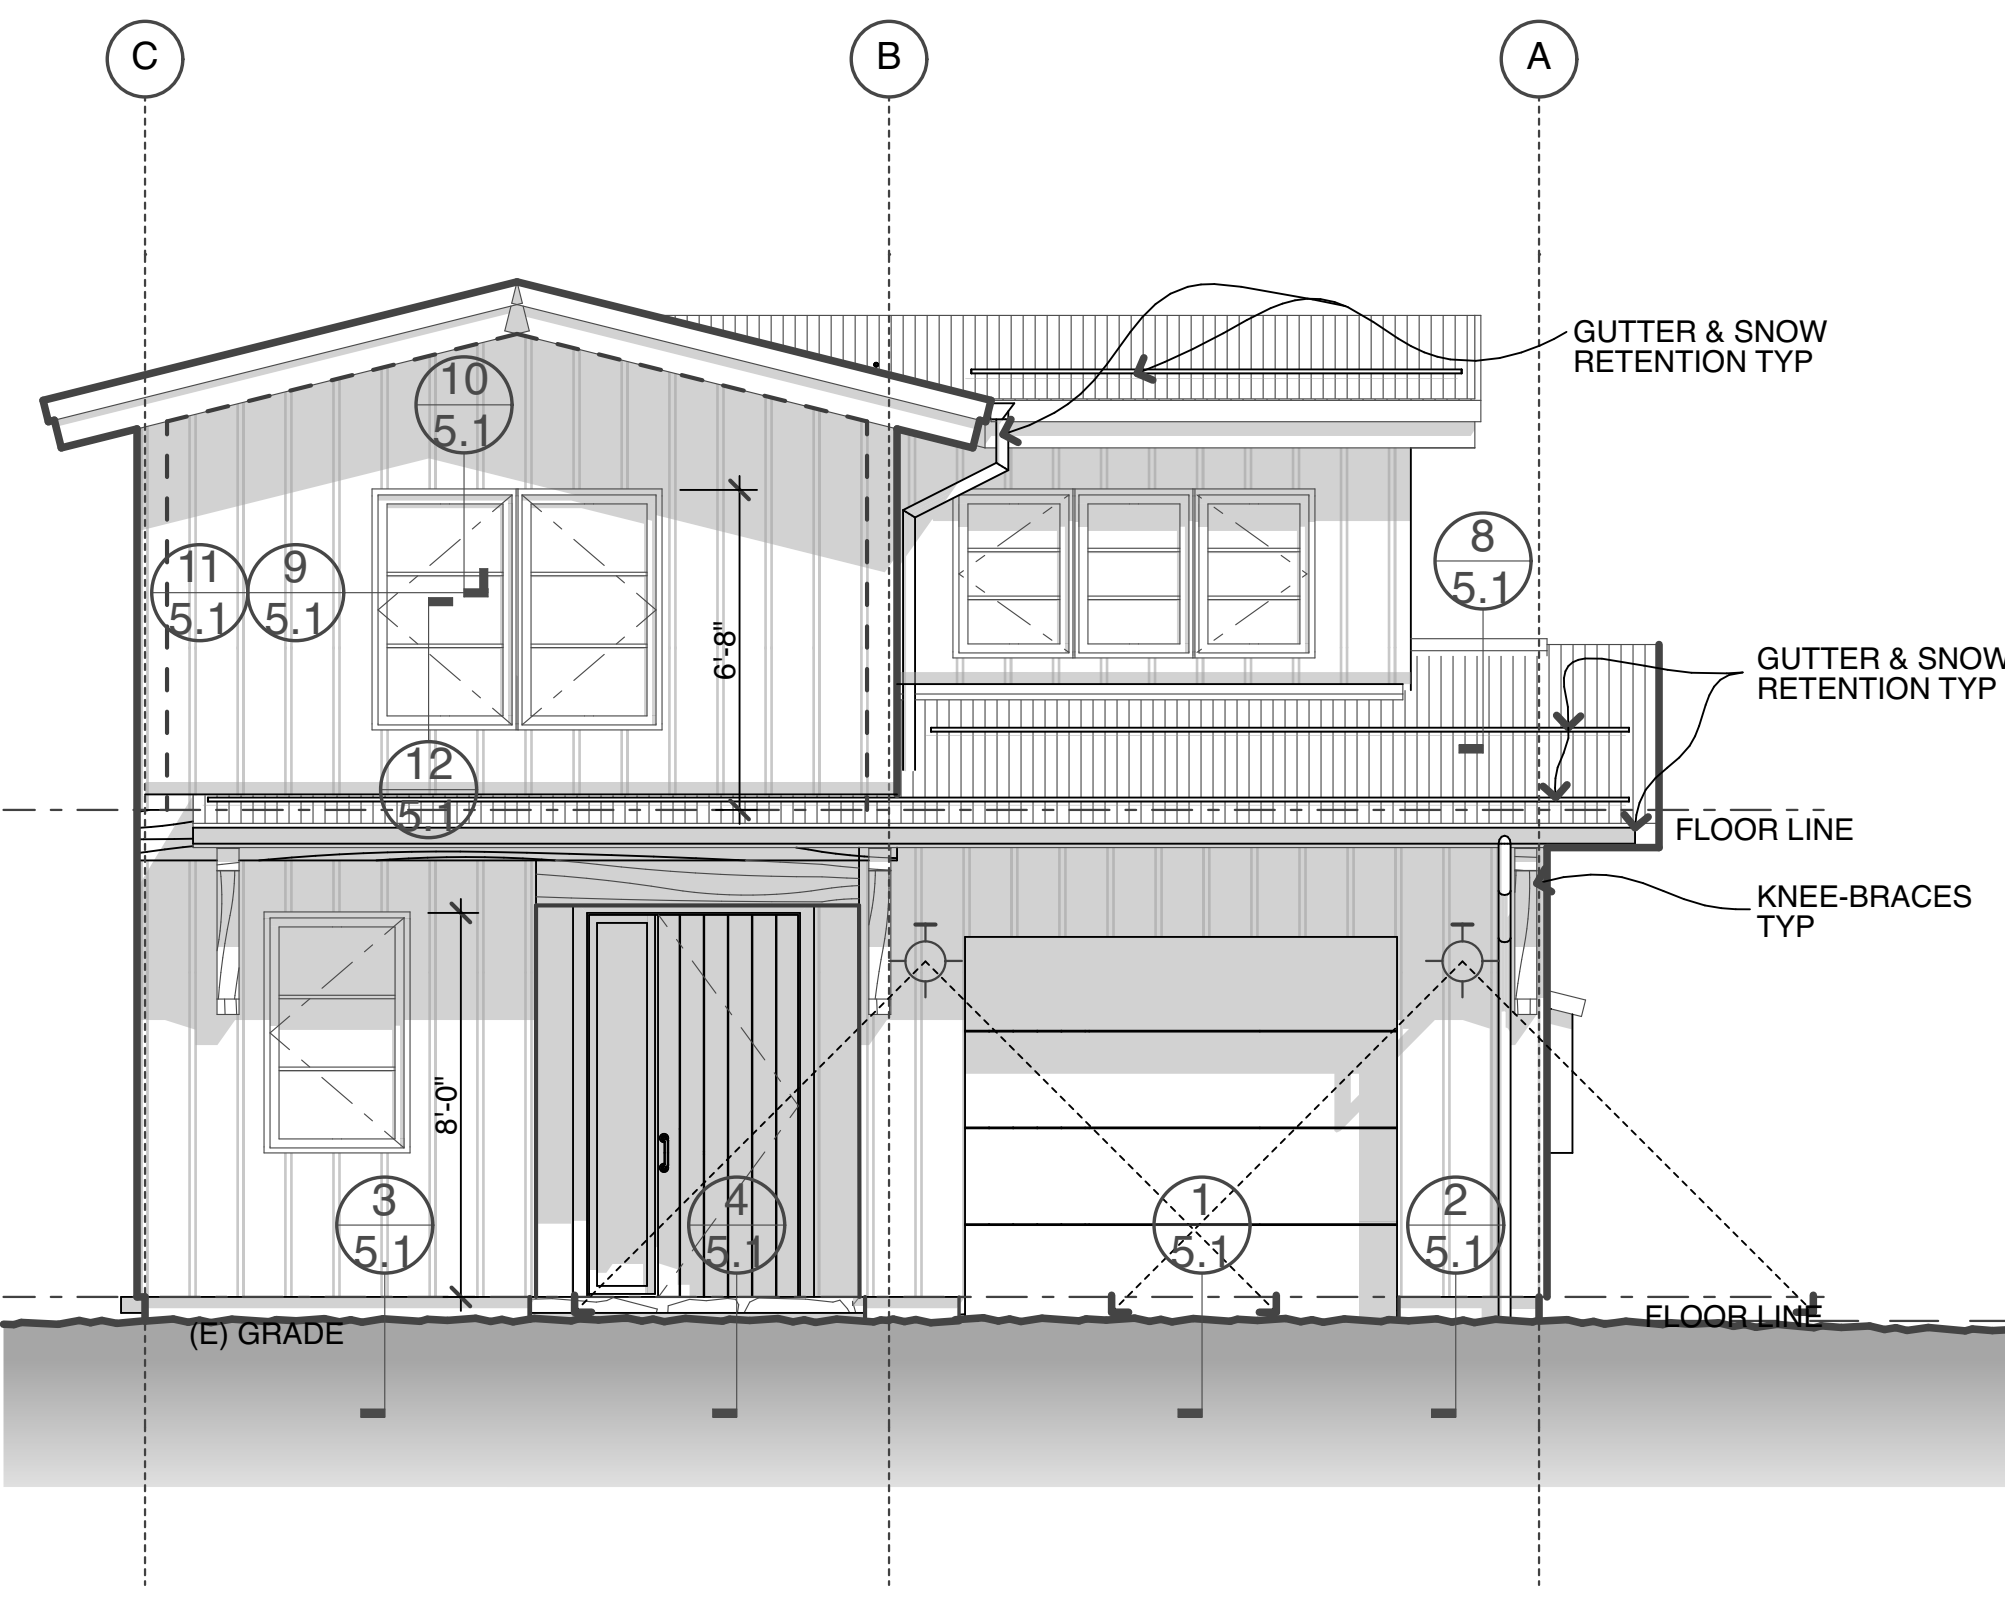 C
B
A
GUTTER & SNOW
RETENTION TYP
10
5.1
11
5.1
9
5.1
8
5.1
6'-8"
GUTTER & SNOW
RETENTION TYP
12
5.1
FLOOR LINE
KNEE-BRACES
TYP
8'-0"
3
5.1
4
5.1
1
5.1
2
5.1
FLOOR LINE
(E) GRADE